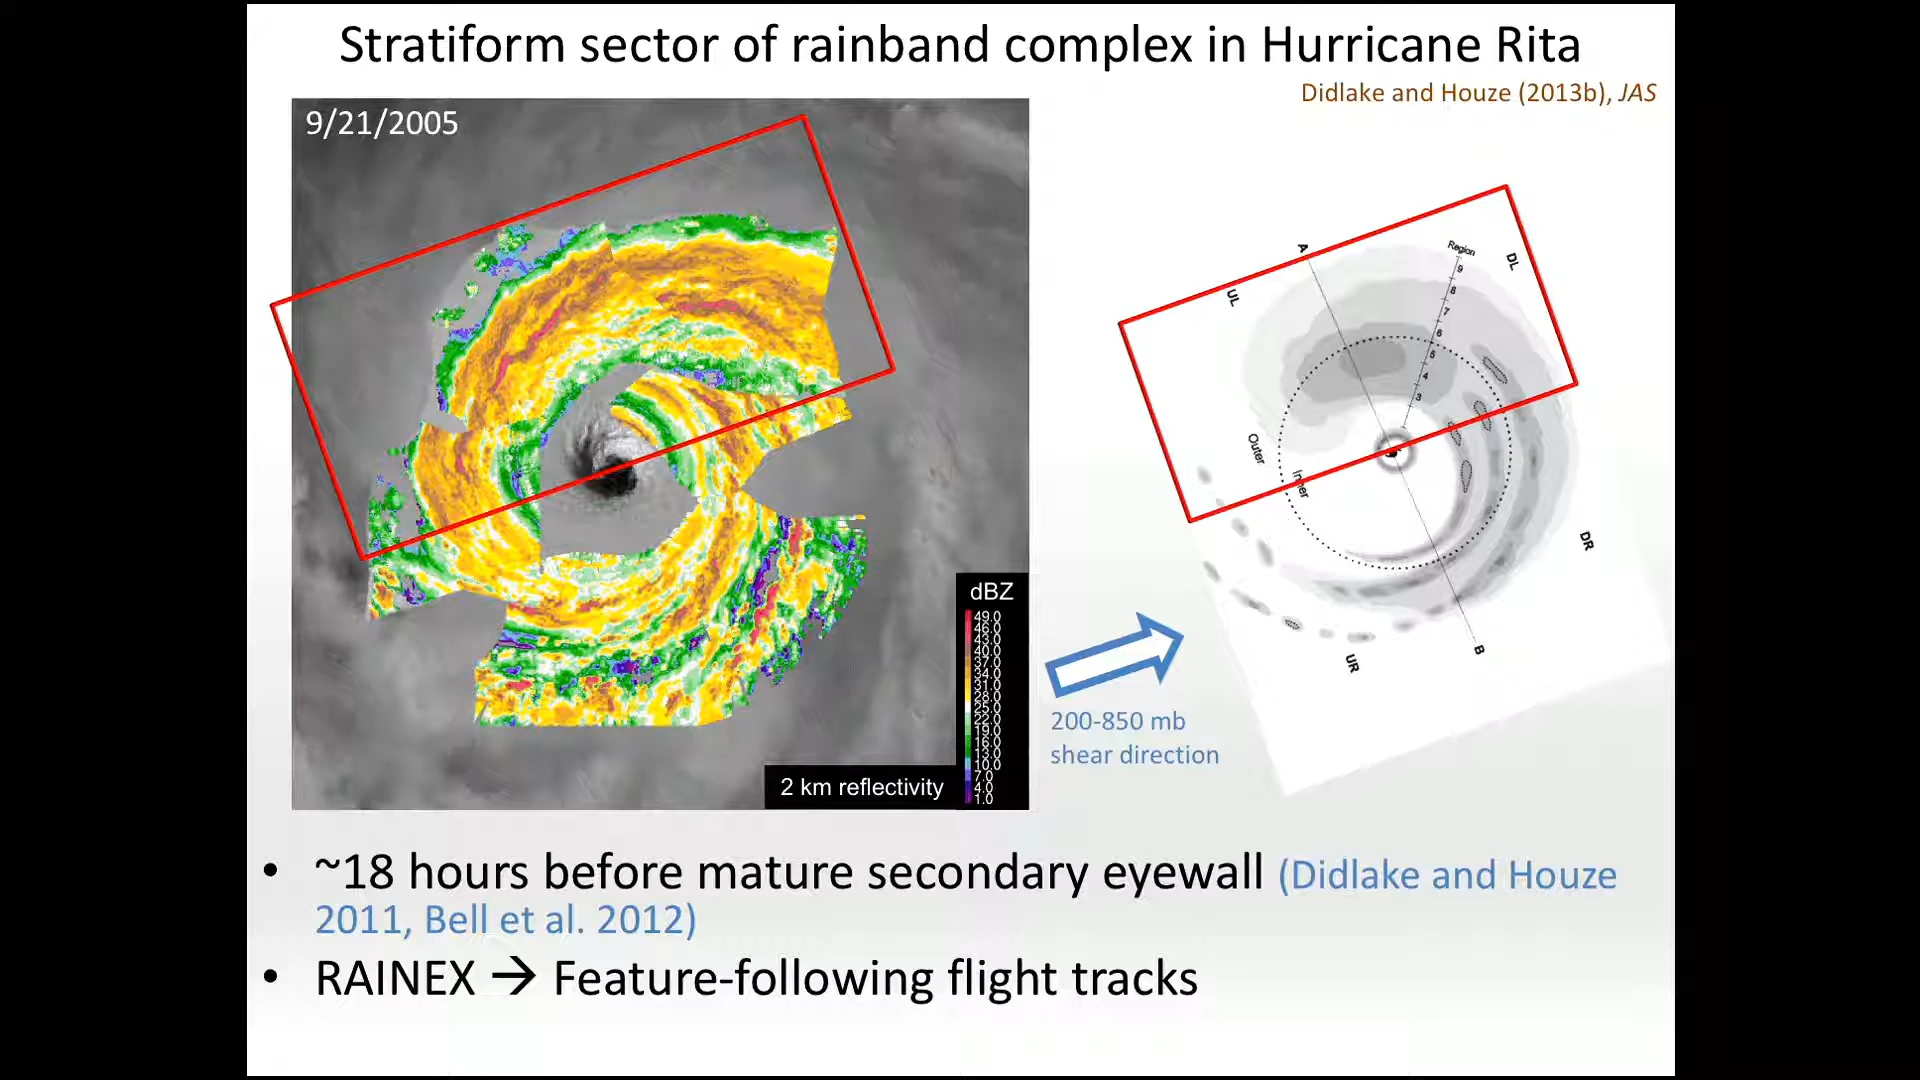 Stratiform sector of rainband complex in Hurricane Rita
Didlake and Houze (2013b), JAS
9/21/2005
dBZ
49.0
46.0
43.0
40.0
37.0
34.0
31.0
28.0
25.0
22.0
19.0
16.0
13.0
10.0
7.0
4.0
1.0
2 km reflectivity
A
Region
9
8
7
6
5
4
3
DL
UL
Outer
Inner
DR
UR
B
200-850 mb
shear direction
• ~18 hours before mature secondary eyewall (Didlake and Houze
2011, Bell et al. 2012)
• RAINEX → Feature-following flight tracks